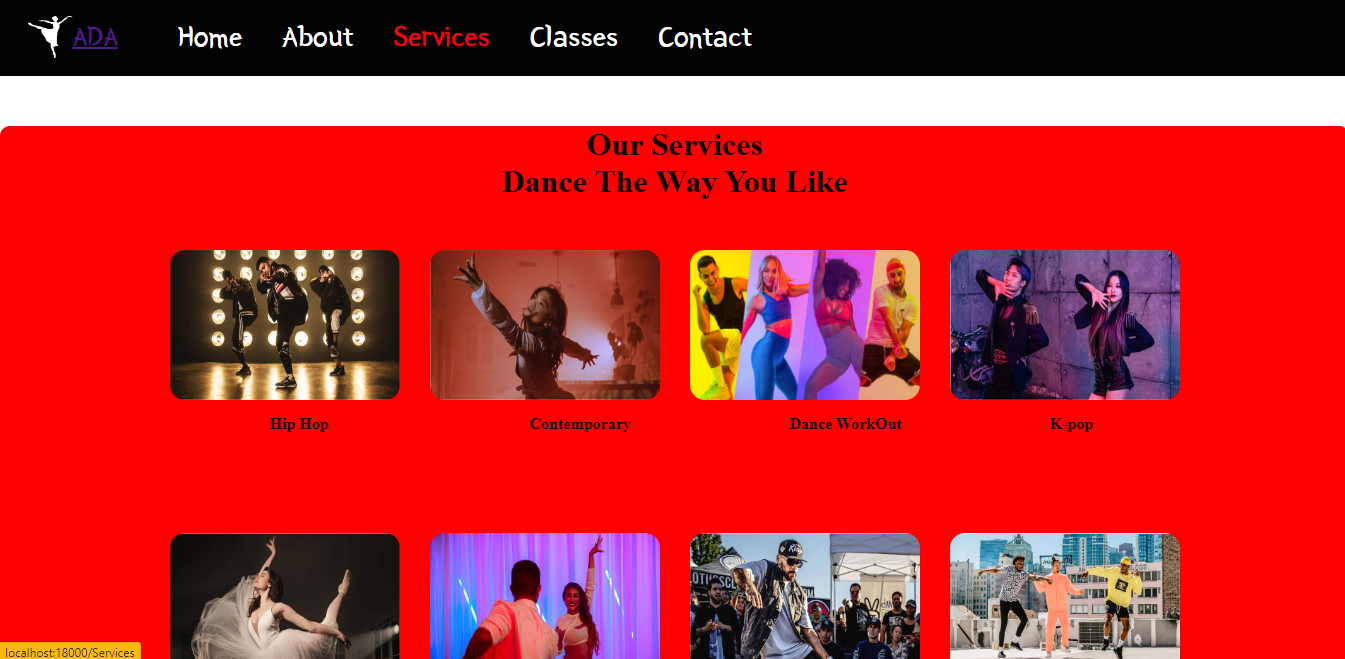 ADA Home About Services Classes Contact
Our Services
Dance The Way You Like
Hip Hop Contemporary Dance WorkOut K-pop
localhost:18000/Services